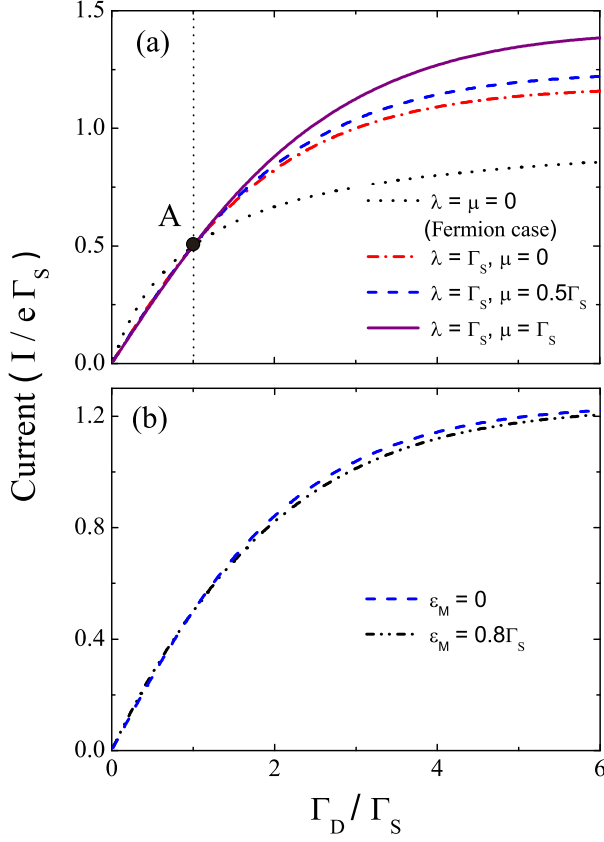 1.5
(a)
1.0
A
0.5
λ = μ = 0
(Fermion case)
λ = Γ_S, μ = 0
λ = Γ_S, μ = 0.5Γ_S
λ = Γ_S, μ = Γ_S
0.0
Current ( I / e Γ_S )
(b)
1.2
0.8
ε_M = 0
ε_M = 0.8Γ_S
0.4
0.0
0 2 4 6
Γ_D / Γ_S